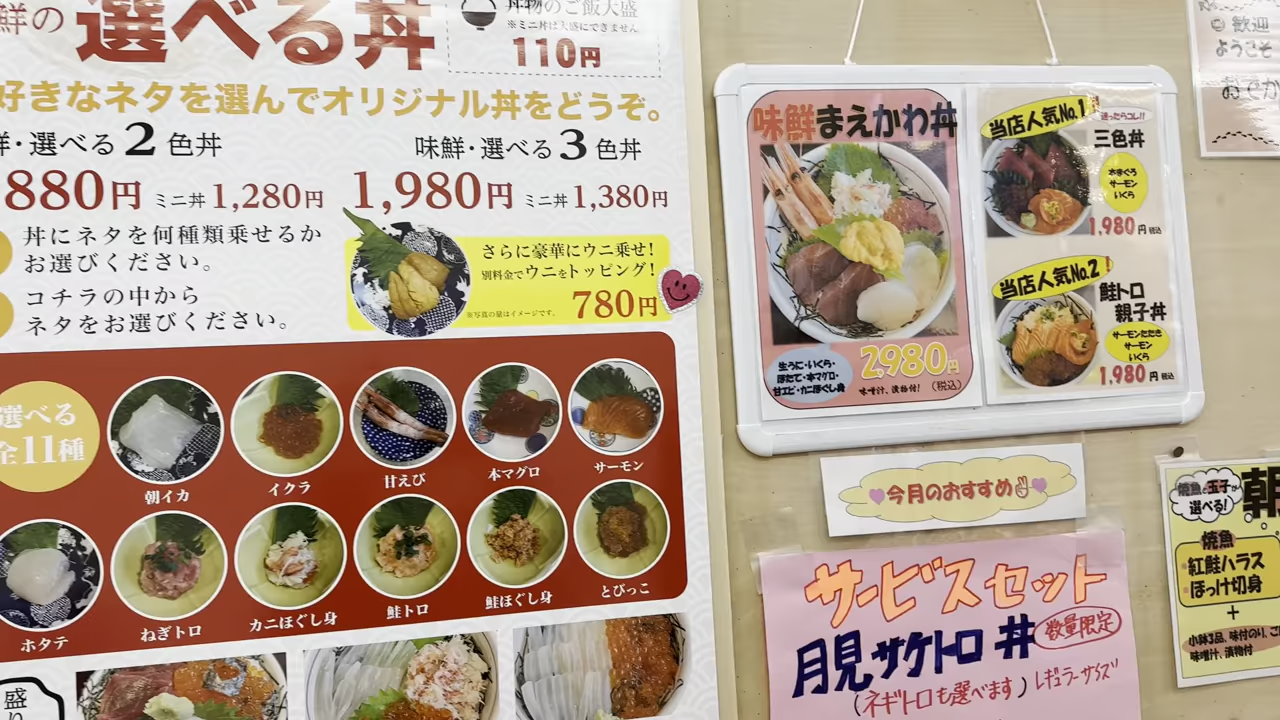 鮮の 選べる丼
丼物のご飯大盛
※ミニ丼は大盛にできません
110円
好きなネタを選んでオリジナル丼をどうぞ。
鮮・選べる2色丼
880円 ミニ丼1,280円
味鮮・選べる3色丼
1,980円 ミニ丼1,380円
丼にネタを何種類乗せるか
お選びください。
コチラの中から
ネタをお選びください。
さらに豪華にウニ乗せ!
別料金でウニをトッピング!
780円
※写真の量はイメージです。
選べる
全11種
朝イカ
イクラ
甘えび
本マグロ
サーモン
ホタテ
ねぎトロ
カニほぐし身
鮭トロ
鮭ほぐし身
とびっこ
盛り
味鮮まえかわ丼
生うに・いくら・
ほたて・本マグロ・
甘エビ・カニほぐし身
2,980円
味噌汁、漬物付! (税込)
当店人気No.1
迷ったらコレ!!
三色丼
本まぐろ
サーモン
いくら
1,980円税込
当店人気No.2
鮭トロ
親子丼
サーモンたたき
サーモン
いくら
1,980円税込
今月のおすすめ
サービスセット
月見サケトロ丼
数量限定
(ネギトロも選べます)
レギュラーサイズ
歓迎
ようこそ
おでか
焼魚と玉子が
選べる!
朝
焼魚
紅鮭ハラス
ほっけ切身
+
小鉢3品、味付のり、ご
味噌汁、漬物付